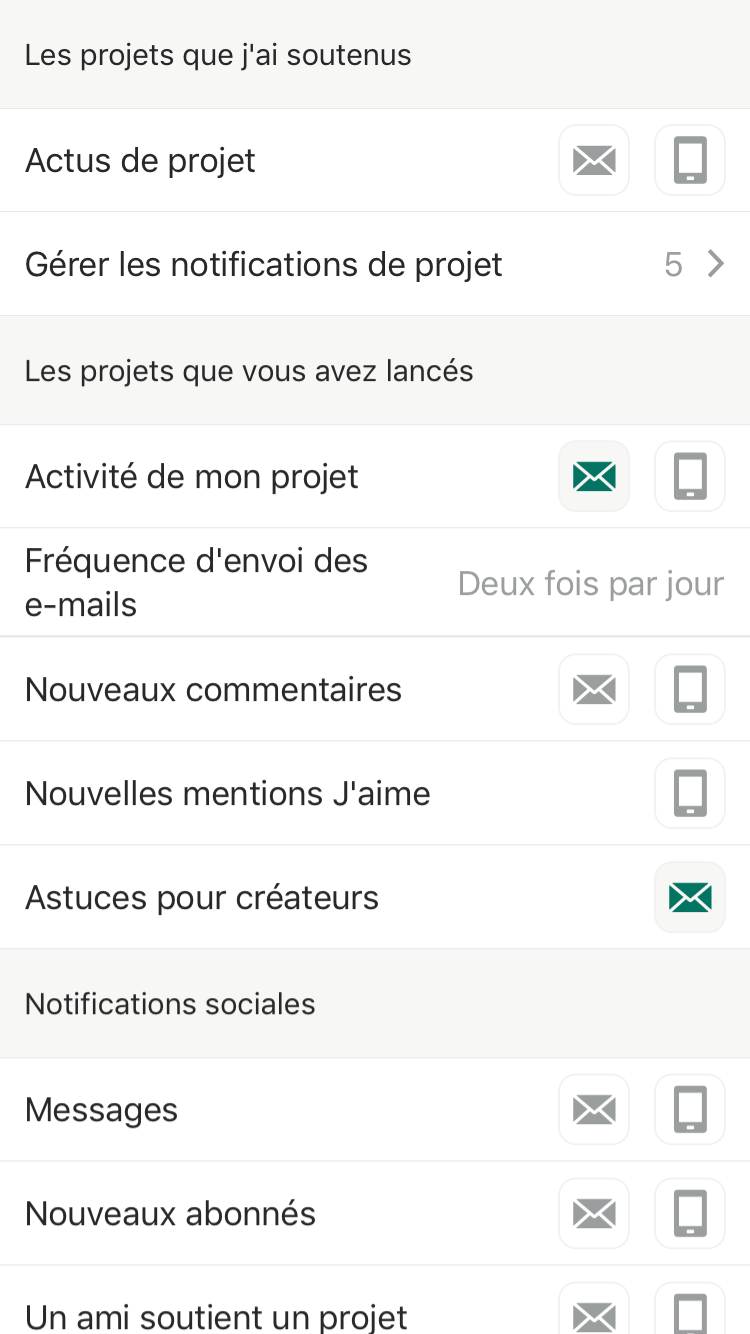 Les projets que j'ai soutenus
Actus de projet
Gérer les notifications de projet 5
Les projets que vous avez lancés
Activité de mon projet
Fréquence d'envoi des
e-mails
Deux fois par jour
Nouveaux commentaires
Nouvelles mentions J'aime
Astuces pour créateurs
Notifications sociales
Messages
Nouveaux abonnés
Un ami soutient un projet